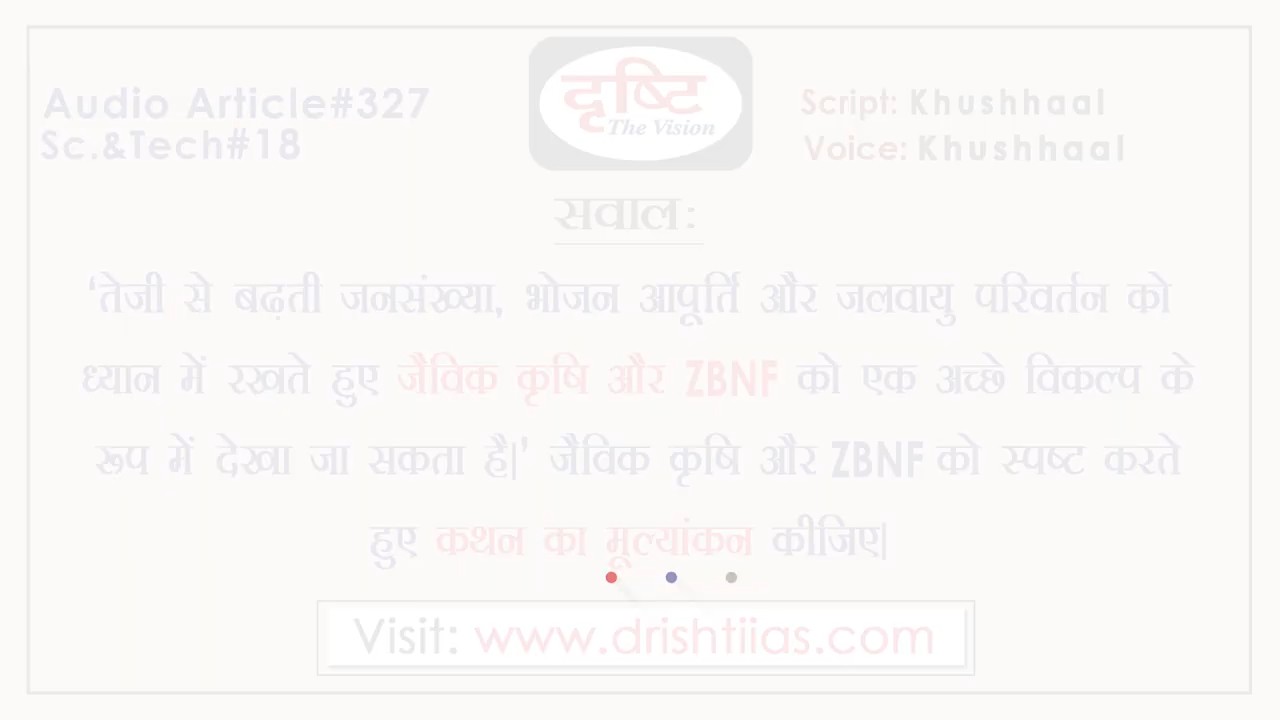 Audio Article#327
Sc.&Tech#18
दृष्टि
The Vision
Script: Khushhaal
Voice: Khushhaal
सवाल:
‘तेजी से बढ़ती जनसंख्या, भोजन आपूर्ति और जलवायु परिवर्तन को
ध्यान में रखते हुए जैविक कृषि और ZBNF को एक अच्छे विकल्प के
रूप में देखा जा सकता है।’ जैविक कृषि और ZBNF को स्पष्ट करते
हुए कथन का मूल्यांकन कीजिए।
Visit: www.drishtiias.com